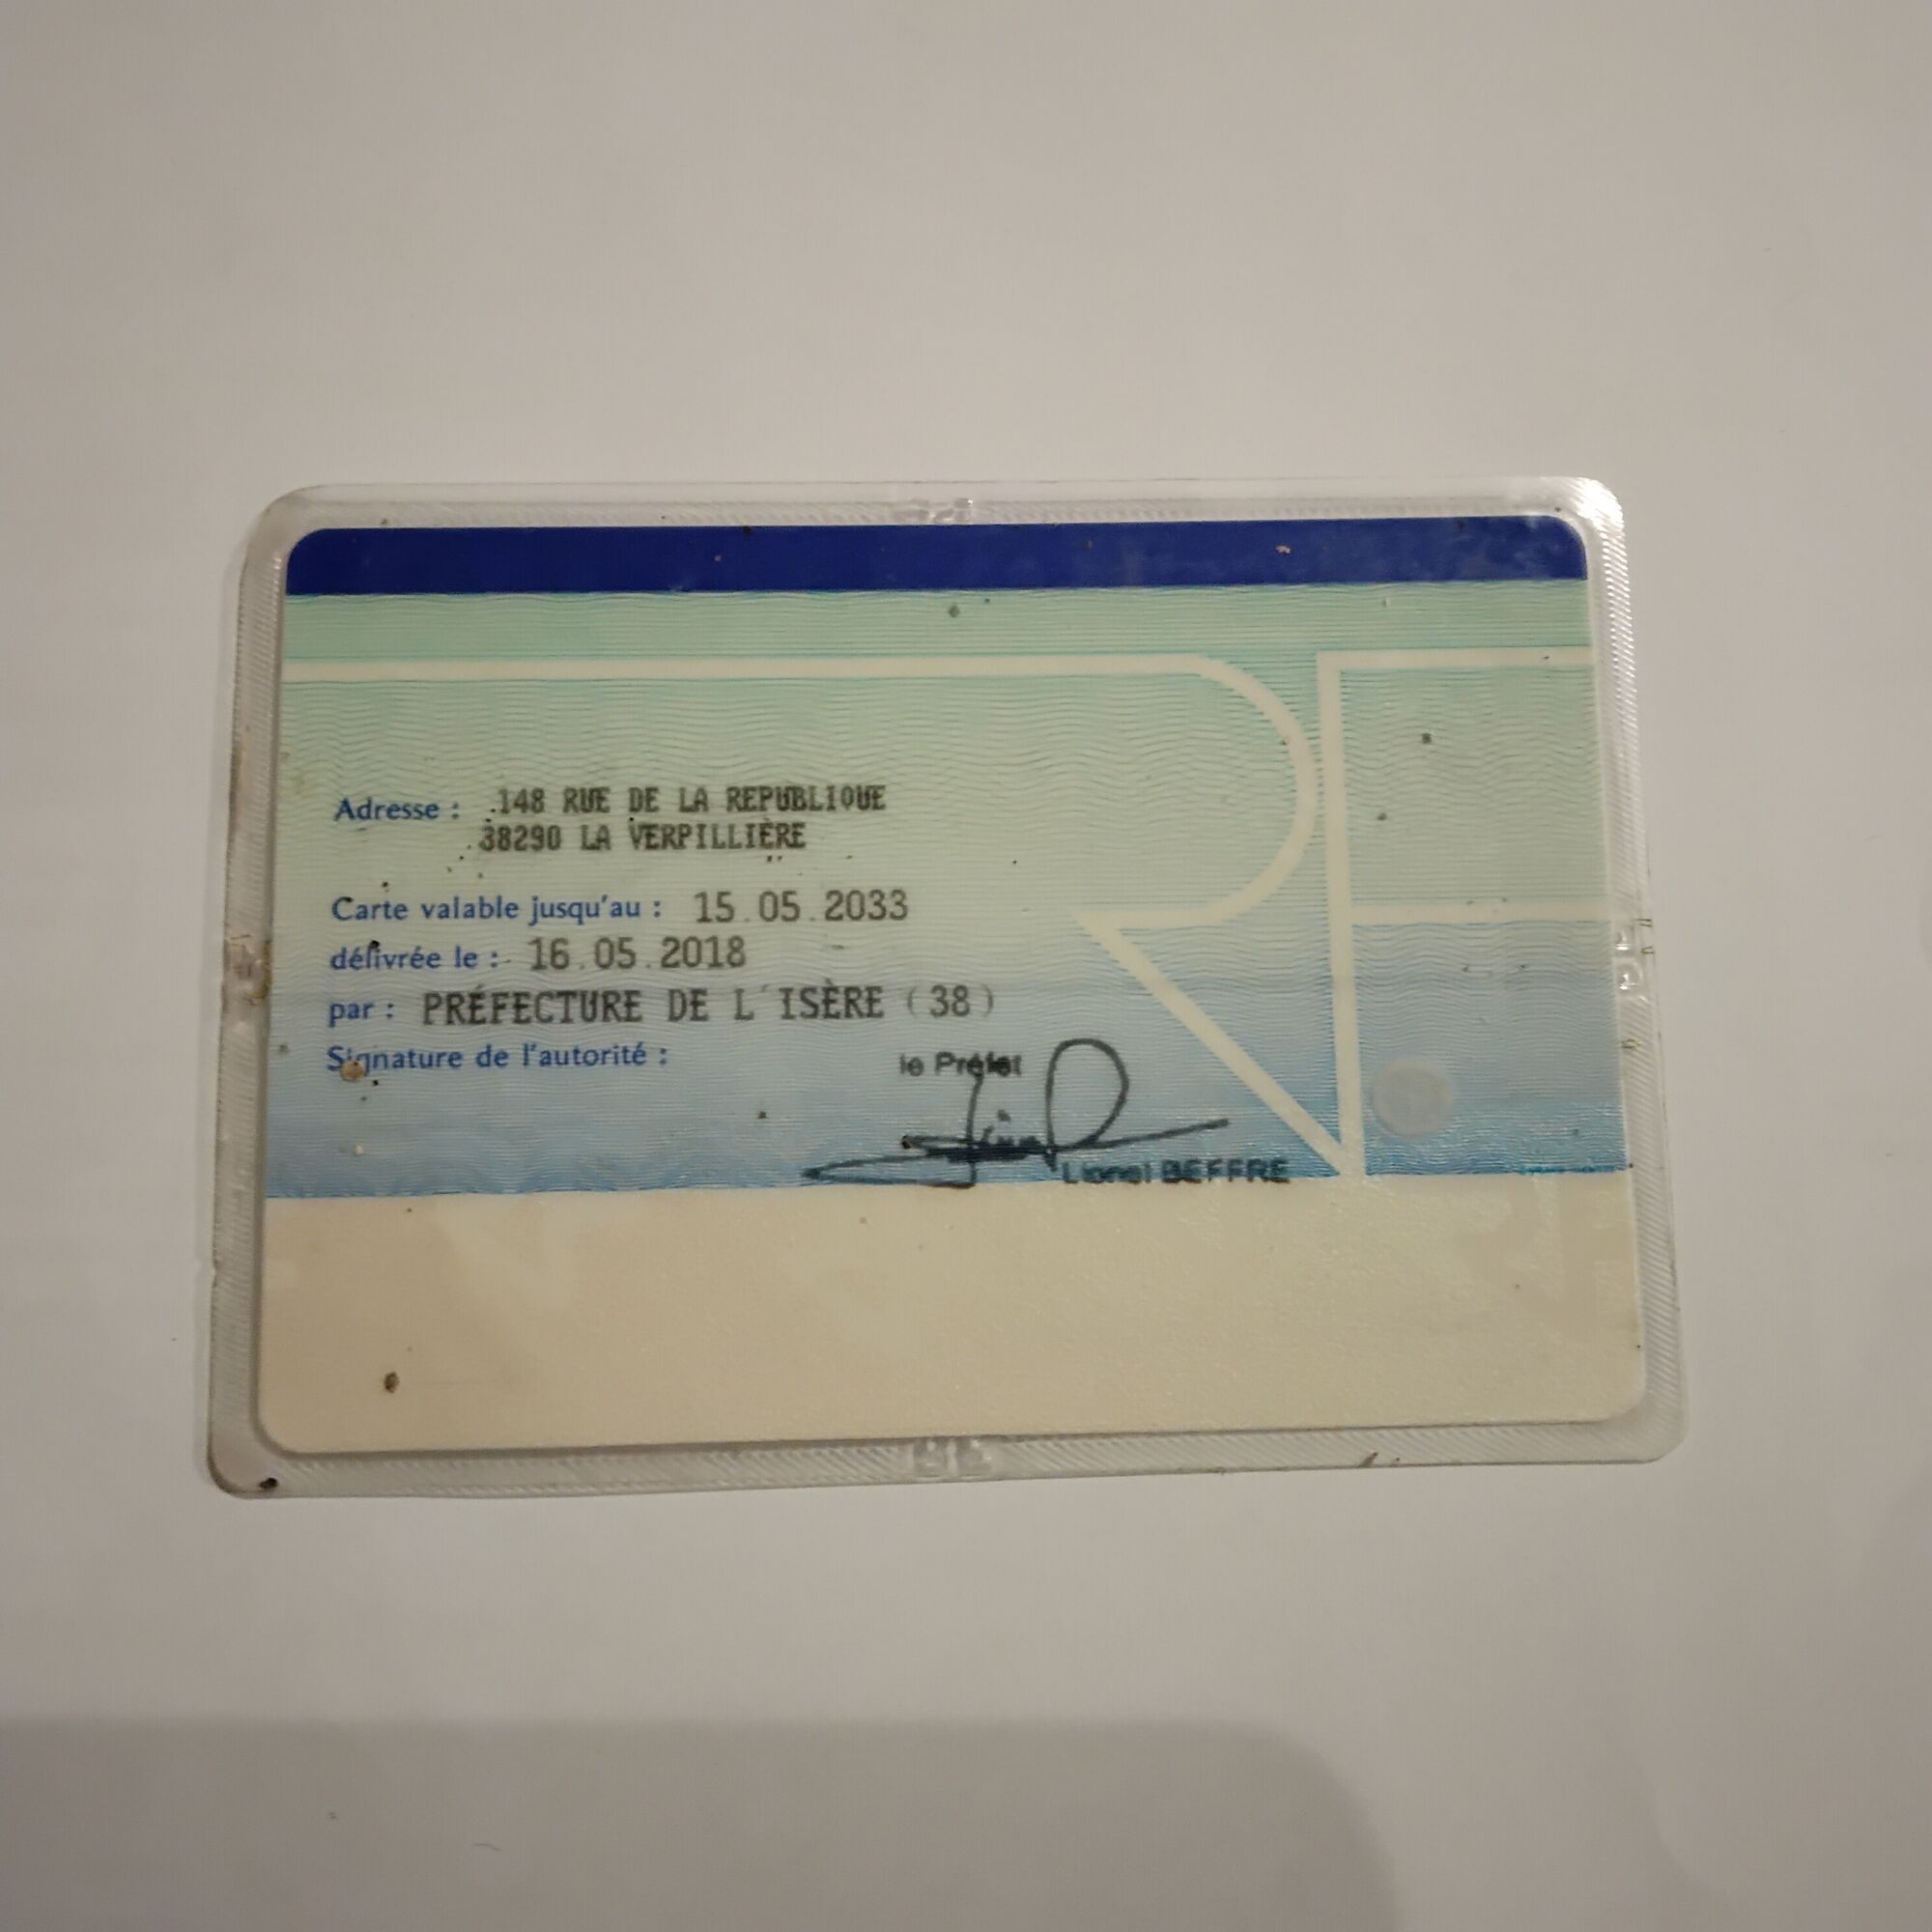 Adresse : 148 RUE DE LA REPUBLIQUE
38290 LA VERPILLIÈRE
Carte valable jusqu'au : 15.05.2033
délivrée le : 16.05.2018
par : PRÉFECTURE DE L'ISÈRE (38)
Signature de l'autorité :
le Préfet
Lionel BEFFRE
RF